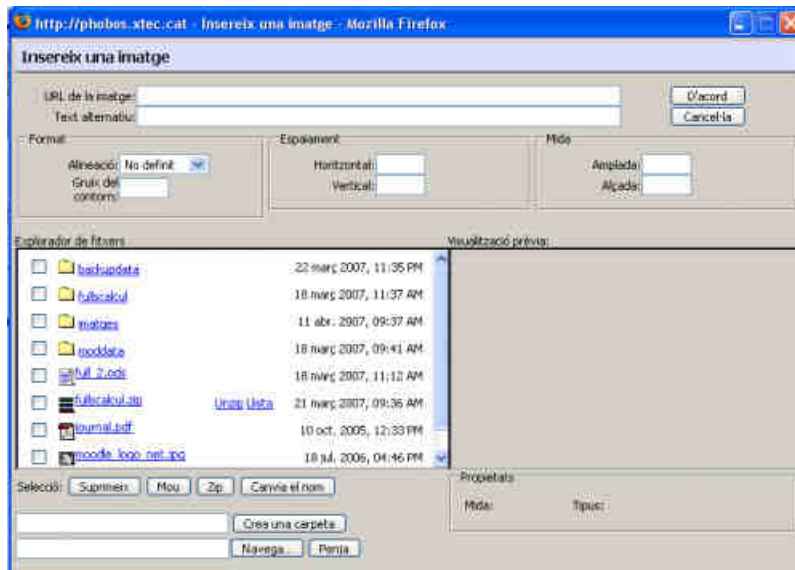 http://phobos.xtec.cat - Insereix una imatge - Mozilla Firefox
Insereix una imatge
URL de la imatge:
D'acord
Text alternatiu:
Cancel·la
Format
Espaiament
Mida
Alineació: No definit
Horitzontal:
Amplada:
Gruix del contorn:
Vertical:
Alçada:
Explorador de fitxers
Visualització prèvia:
backupdata 22 març 2007, 11:35 PM
fullscalcul 18 març 2007, 11:37 AM
imatges 11 abr. 2007, 09:37 AM
moddata 18 març 2007, 09:41 AM
full_2.ods 18 març 2007, 11:12 AM
fullscalcul.zip Unzip Llista 21 març 2007, 09:36 AM
journal.pdf 10 oct. 2005, 12:33 PM
moodle_logo_net.jpg 18 jul. 2006, 04:46 PM
Selecció: Suprimeix Mou Zip Canvia el nom
Propietats
Mida: Tipus:
Crea una carpeta
Navega... Penja